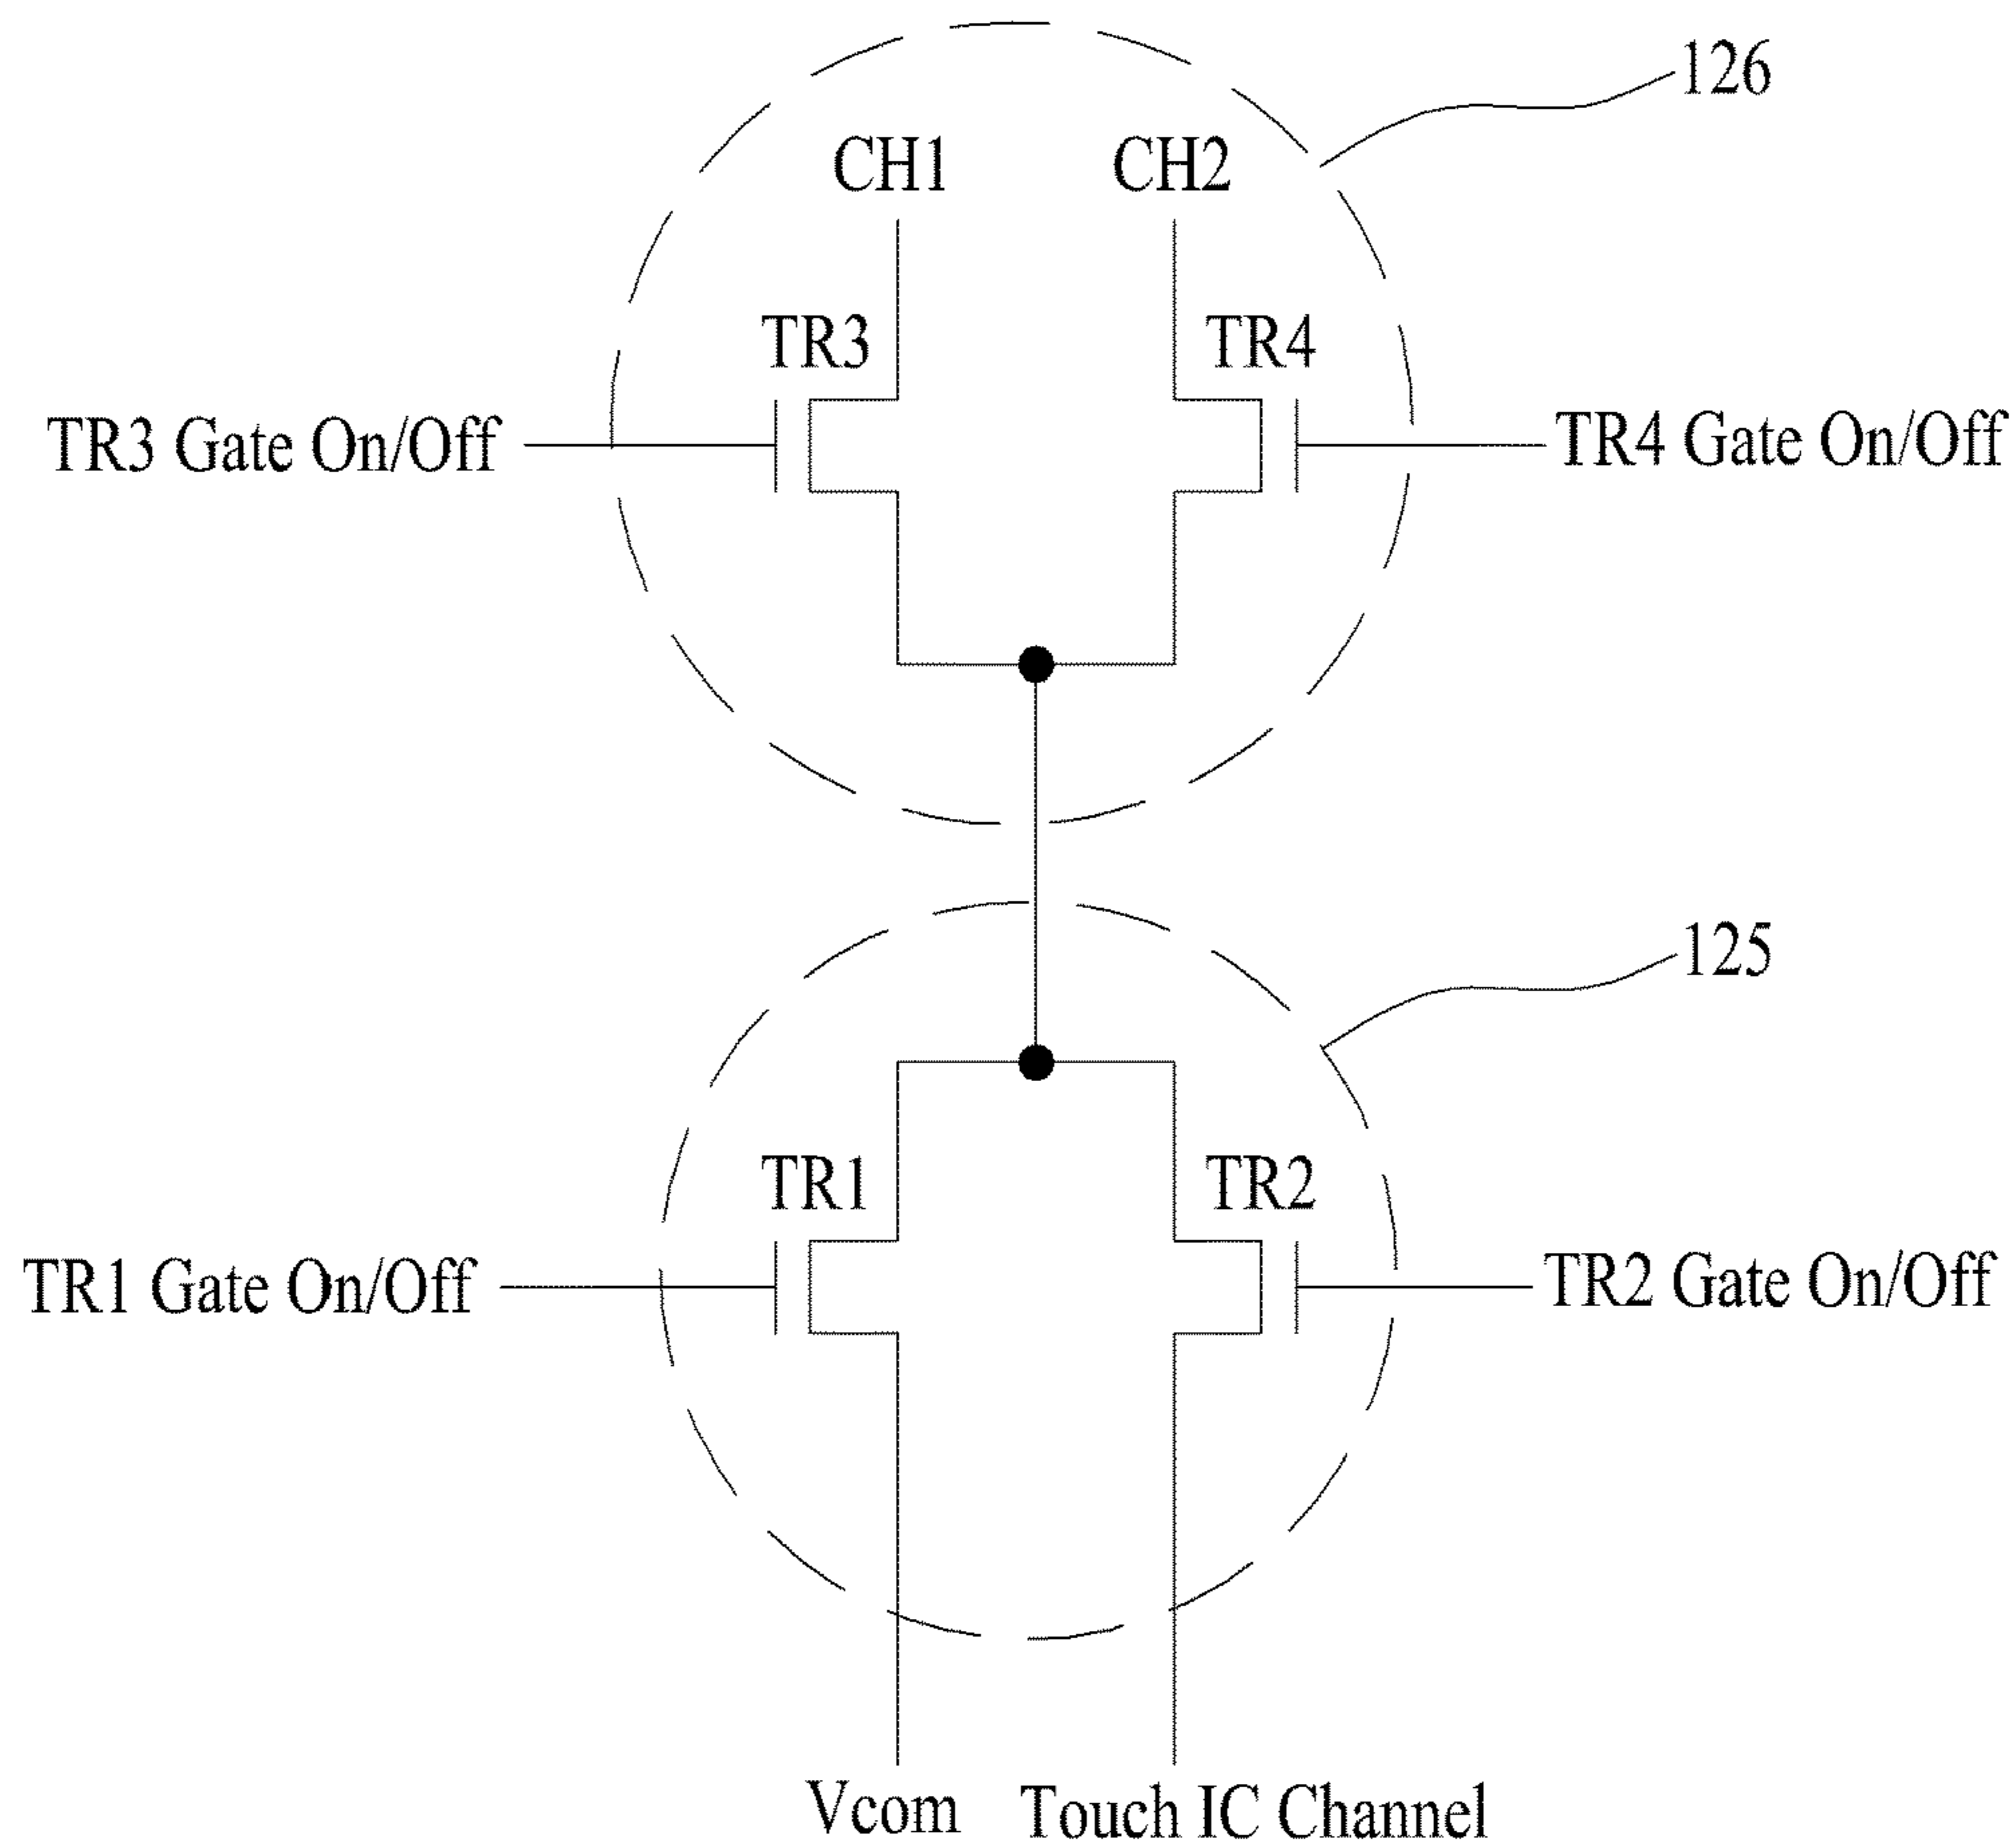 126
CH1
CH2
TR3
TR4
TR3 Gate On/Off
TR4 Gate On/Off
125
TR1
TR2
TR1 Gate On/Off
TR2 Gate On/Off
Vcom
Touch IC Channel